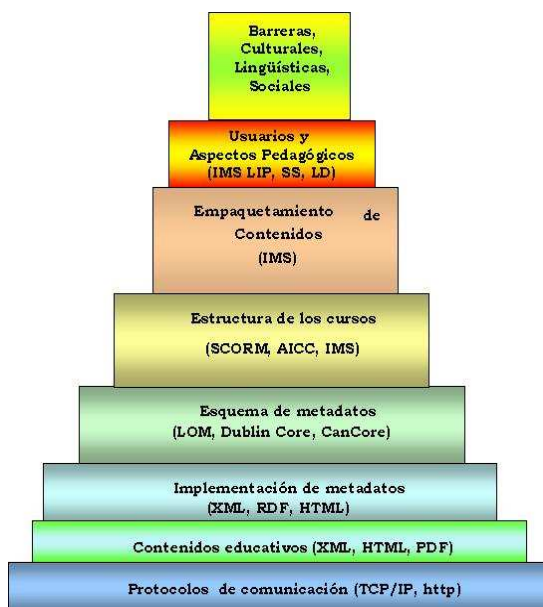 Barreras,
Culturales,
Lingüísticas,
Sociales
Usuarios y
Aspectos Pedagógicos
(IMS LIP, SS, LD)
Empaquetamiento de
Contenidos
(IMS)
Estructura de los cursos
(SCORM, AICC, IMS)
Esquema de metadatos
(LOM, Dublin Core, CanCore)
Implementación de metadatos
(XML, RDF, HTML)
Contenidos educativos (XML, HTML, PDF)
Protocolos de comunicación (TCP/IP, http)